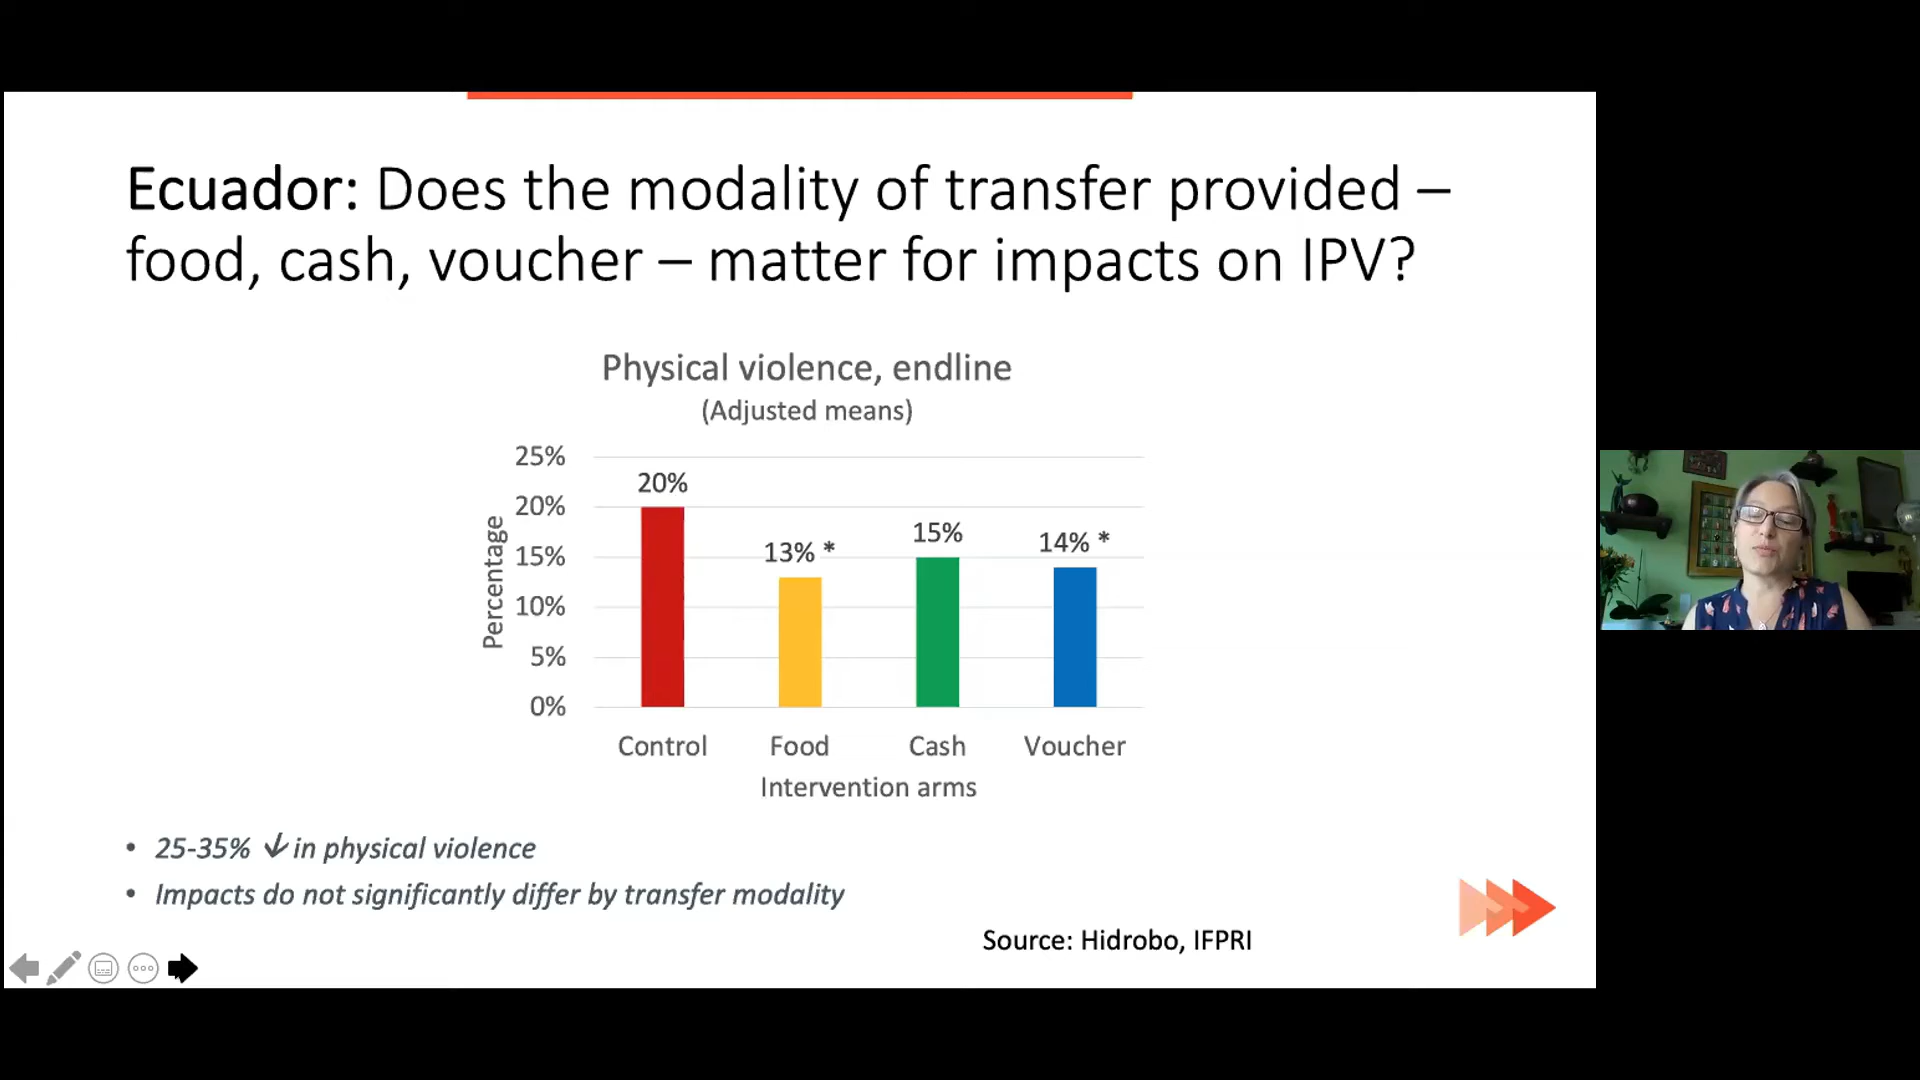 Ecuador: Does the modality of transfer provided –
food, cash, voucher – matter for impacts on IPV?
Physical violence, endline
(Adjusted means)
Percentage
25%
20%
15%
10%
5%
0%
20%
13% *
15%
14% *
Control
Food
Cash
Voucher
Intervention arms
• 25-35% ↓ in physical violence
• Impacts do not significantly differ by transfer modality
Source: Hidrobo, IFPRI